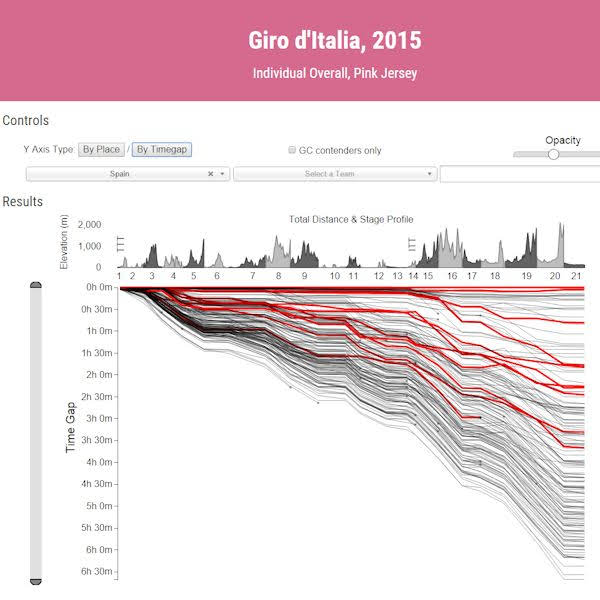 Giro d'Italia, 2015
Individual Overall, Pink Jersey
Controls
Opacity
Y Axis Type: By Place / By Timegap
GC contenders only
Spain × Select a Team
Results
Total Distance & Stage Profile
Elevation (m)
2,000
1,000
0
TTT
ITT
1 2 3 4 5 6 7 8 9 10 11 12 13 14 15 16 17 18 19 20 21
Time Gap
0h 0m
0h 30m
1h 0m
1h 30m
2h 0m
2h 30m
3h 0m
3h 30m
4h 0m
4h 30m
5h 0m
5h 30m
6h 0m
6h 30m